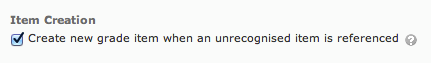 Item Creation
Create new grade item when an unrecognised item is referenced ?